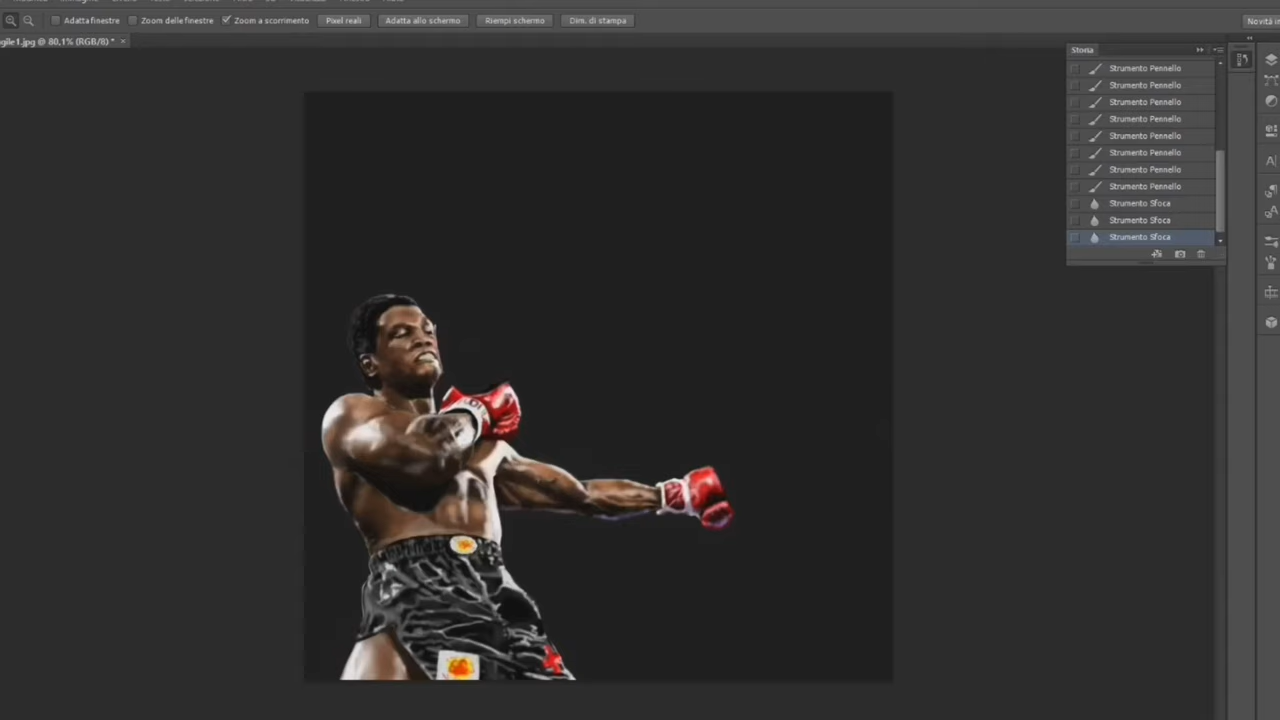 Adatta finestre Zoom delle finestre Zoom a scorrimento Pixel reali Adatta allo schermo Riempi schermo Dim. di stampa Novità in
gile1.jpg @ 80,1% (RGB/8) * ×
Storia
Strumento Pennello
Strumento Pennello
Strumento Pennello
Strumento Pennello
Strumento Pennello
Strumento Pennello
Strumento Pennello
Strumento Pennello
Strumento Sfoca
Strumento Sfoca
Strumento Sfoca